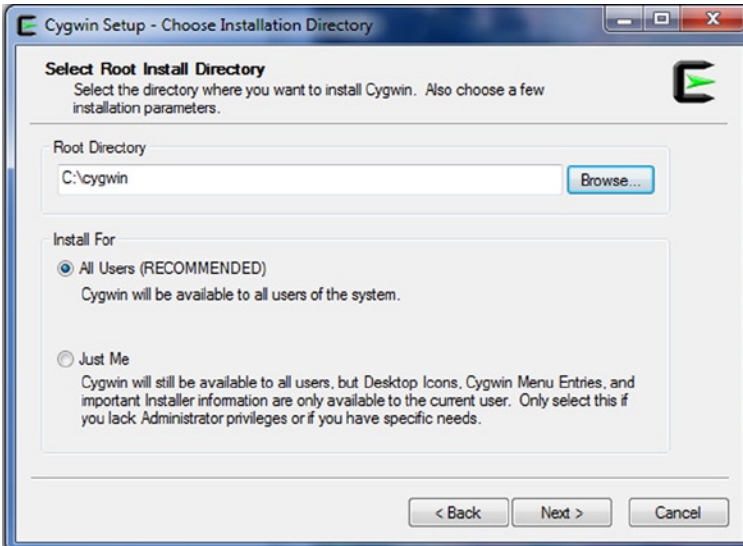 Cygwin Setup - Choose Installation Directory
Select Root Install Directory
Select the directory where you want to install Cygwin. Also choose a few
installation parameters.
Root Directory
C:\cygwin
Browse...
Install For
All Users (RECOMMENDED)
Cygwin will be available to all users of the system.
Just Me
Cygwin will still be available to all users, but Desktop Icons, Cygwin Menu Entries, and
important Installer information are only available to the current user. Only select this if
you lack Administrator privileges or if you have specific needs.
< Back Next > Cancel